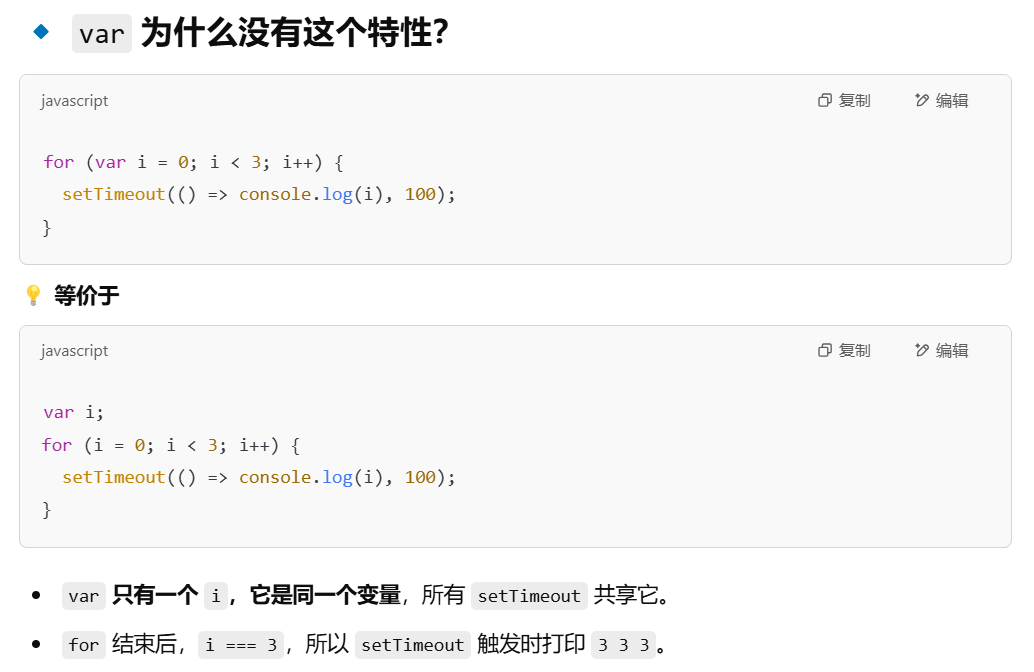 var 为什么没有这个特性？
javascript 复制 编辑
for (var i = 0; i < 3; i++) {
  setTimeout(() => console.log(i), 100);
}
等价于
javascript 复制 编辑
var i;
for (i = 0; i < 3; i++) {
  setTimeout(() => console.log(i), 100);
}
var 只有一个 i，它是同一个变量，所有 setTimeout 共享它。
for 结束后，i === 3，所以 setTimeout 触发时打印 3 3 3。